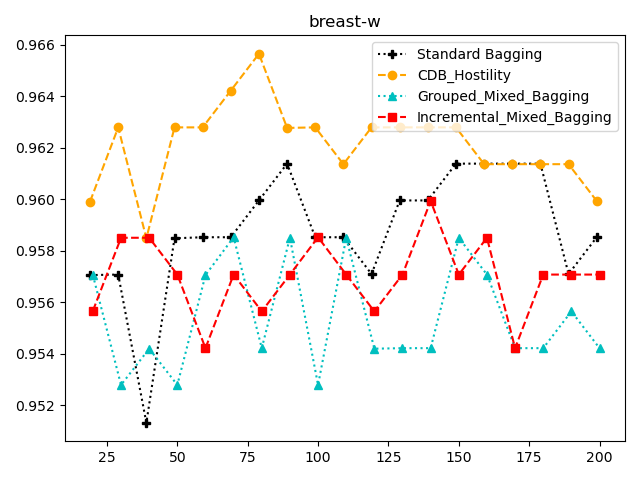 breast-w
0.966
0.964
0.962
0.960
0.958
0.956
0.954
0.952
Standard Bagging
CDB_Hostility
Grouped_Mixed_Bagging
Incremental_Mixed_Bagging
25 50 75 100 125 150 175 200